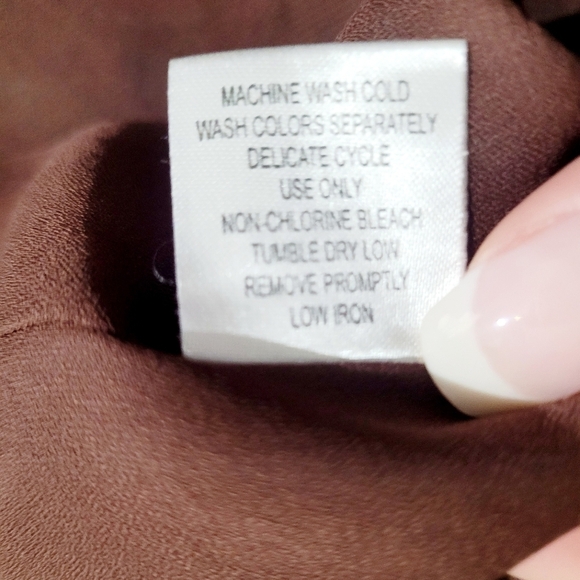 MACHINE WASH COLD
WASH COLORS SEPARATELY
DELICATE CYCLE
USE ONLY
NON-CHLORINE BLEACH
TUMBLE DRY LOW
REMOVE PROMPTLY
LOW IRON